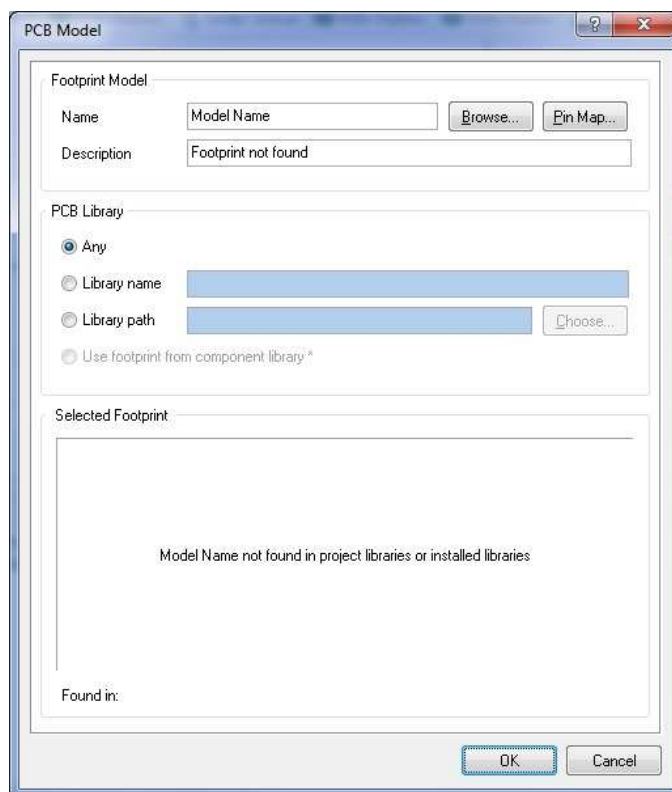 PCB Model
Footprint Model
Name Model Name Browse... Pin Map...
Description Footprint not found
PCB Library
Any
Library name
Library path Choose...
Use footprint from component library *
Selected Footprint
Model Name not found in project libraries or installed libraries
Found in:
OK Cancel